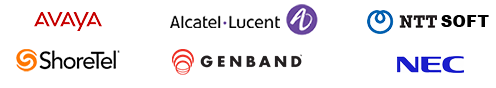 AVAYA
Alcatel·Lucent
NTT SOFT
ShoreTel
GENBAND
NEC